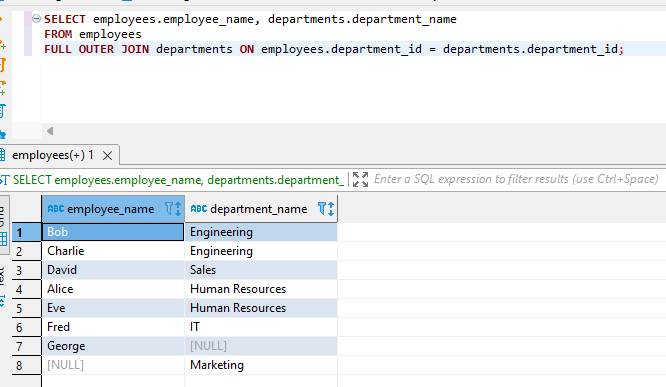 SELECT employees.employee_name, departments.department_name
FROM employees
FULL OUTER JOIN departments ON employees.department_id = departments.department_id;
employees(+) 1
SELECT employees.employee_name, departments.department_ Enter a SQL expression to filter results (use Ctrl+Space)
ABC employee_name ABC department_name
1 Bob Engineering
2 Charlie Engineering
3 David Sales
4 Alice Human Resources
5 Eve Human Resources
6 Fred IT
7 George [NULL]
8 [NULL] Marketing